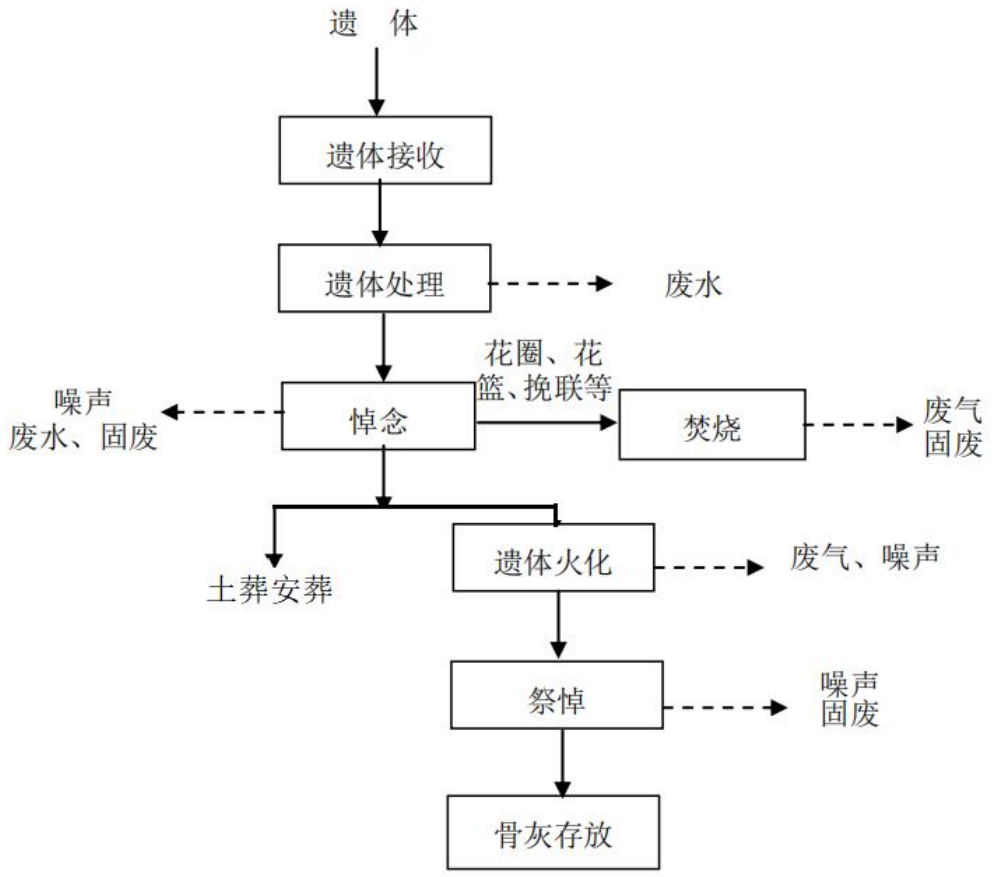 遗 体
遗体接收
遗体处理
废水
花圈、花
篮、挽联等
噪声
废水、固废
悼念
焚烧
废气
固废
遗体火化
废气、噪声
土葬安葬
祭悼
噪声
固废
骨灰存放